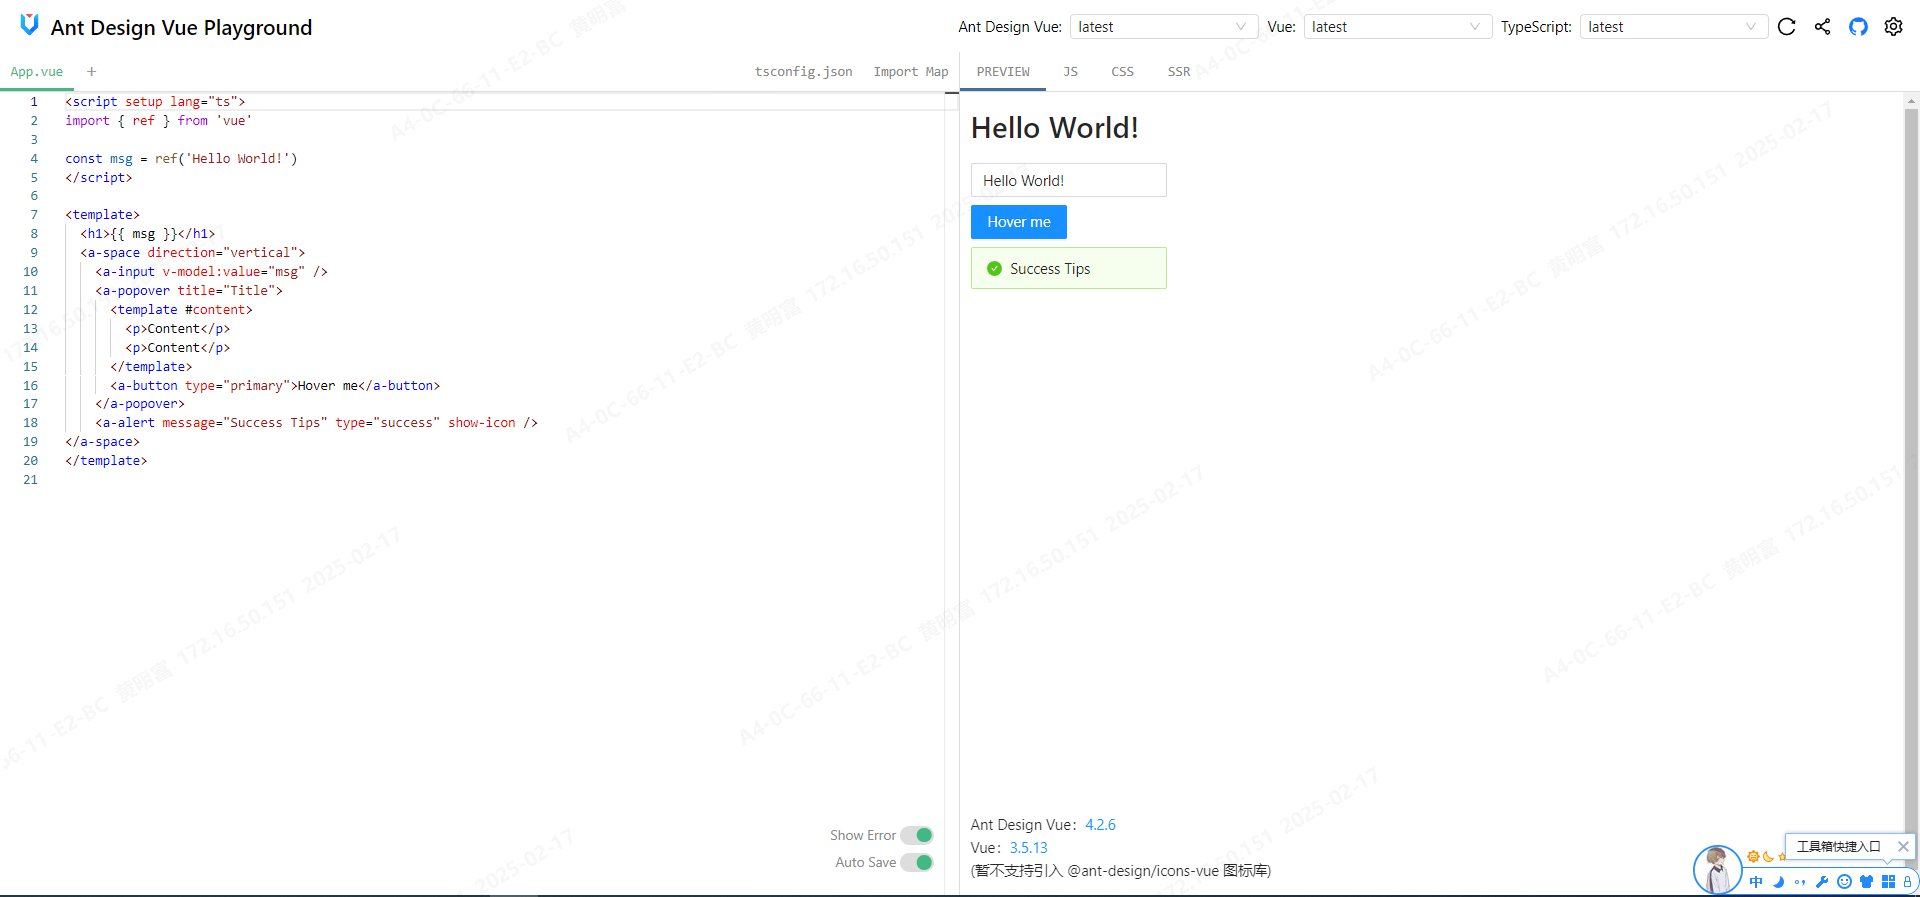 Ant Design Vue Playground
Ant Design Vue: latest Vue: latest TypeScript: latest
App.vue + tsconfig.json Import Map
PREVIEW JS CSS SSR
1 <script setup lang="ts">
2 import { ref } from 'vue'
3
4 const msg = ref('Hello World!')
5 </script>
6
7 <template>
8 <h1>{{ msg }}</h1>
9 <a-space direction="vertical">
10 <a-input v-model:value="msg" />
11 <a-popover title="Title">
12 <template #content>
13 <p>Content</p>
14 <p>Content</p>
15 </template>
16 <a-button type="primary">Hover me</a-button>
17 </a-popover>
18 <a-alert message="Success Tips" type="success" show-icon />
19 </a-space>
20 </template>
21
Show Error
Auto Save
Hello World!
Hello World!
Hover me
Success Tips
Ant Design Vue: 4.2.6
Vue: 3.5.13
(暂不支持引入 @ant-design/icons-vue 图标库)
工具箱快捷入口
中
A4-0C-66-11-E2-BC 黄明富 172.16.50.151 2025-02-17